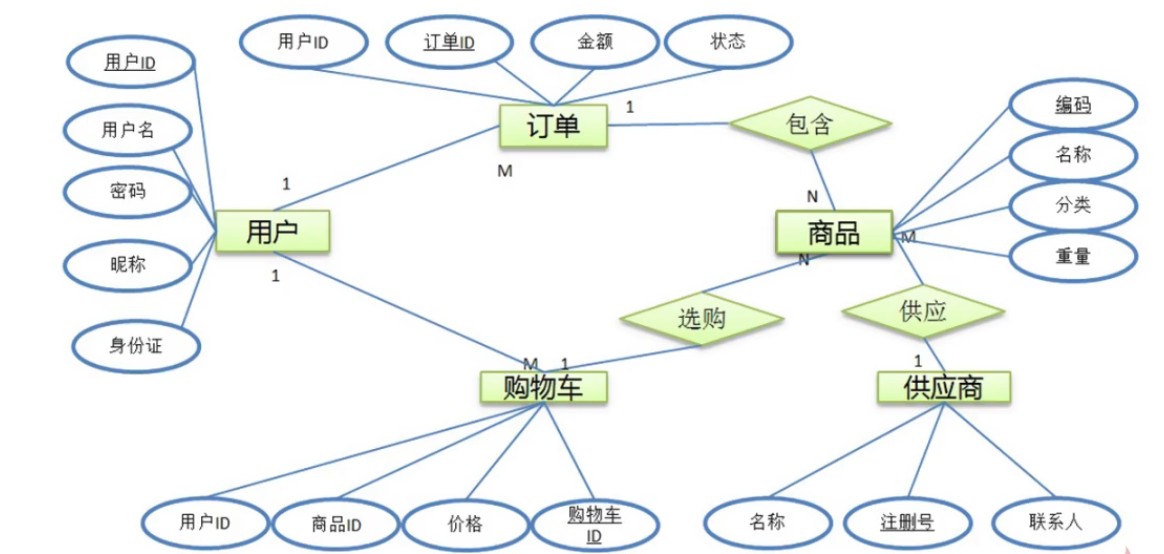 用户ID
订单ID
金额
状态
用户ID
用户名
密码
昵称
身份证
订单
1
包含
编码
名称
分类
重量
M
1
N
用户
商品
M
1
N
选购
供应
M
1
1
购物车
供应商
用户ID
商品ID
价格
购物车
ID
名称
注删号
联系人